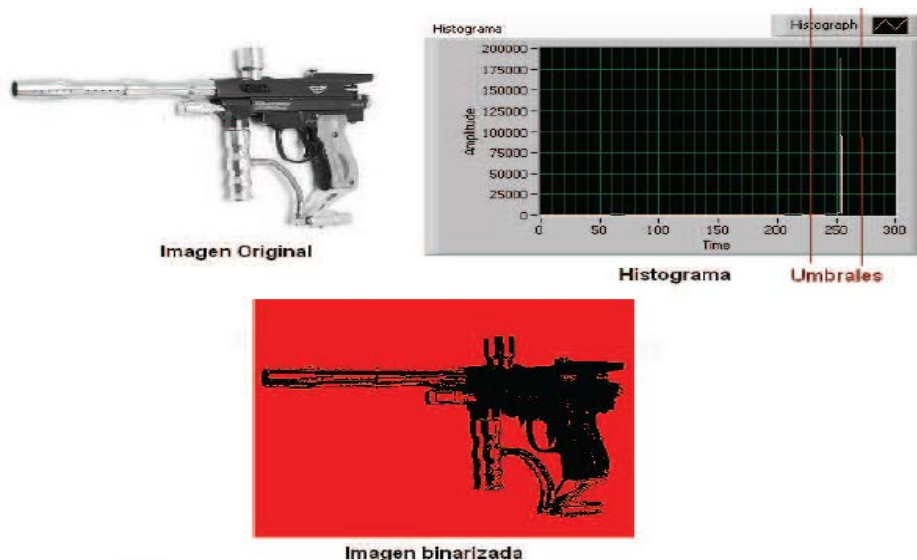 Histograma
Histograph
200000
175000
150000
125000
100000
75000
50000
25000
0
Amplitude
0 50 100 150 200 250 300
Time
Imagen Original
Histograma Umbrales
Imagen binarizada